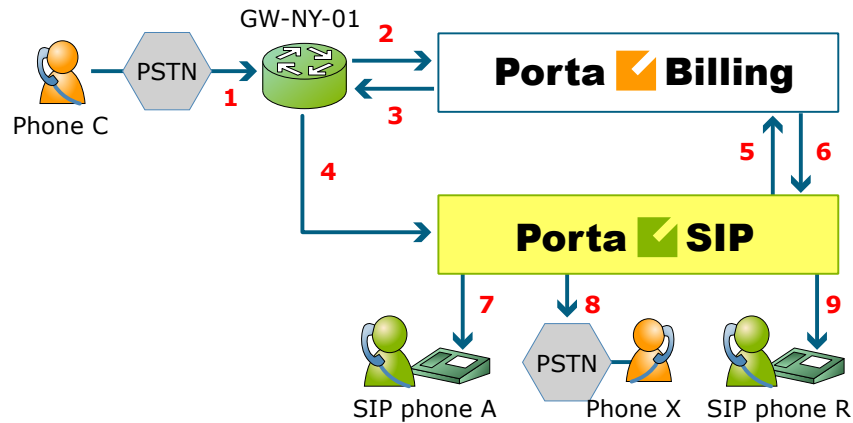 GW-NY-01
2
PSTN
Porta Billing
1
3
Phone C
4
5
6
Porta SIP
7
8
9
PSTN
SIP phone A
Phone X
SIP phone R